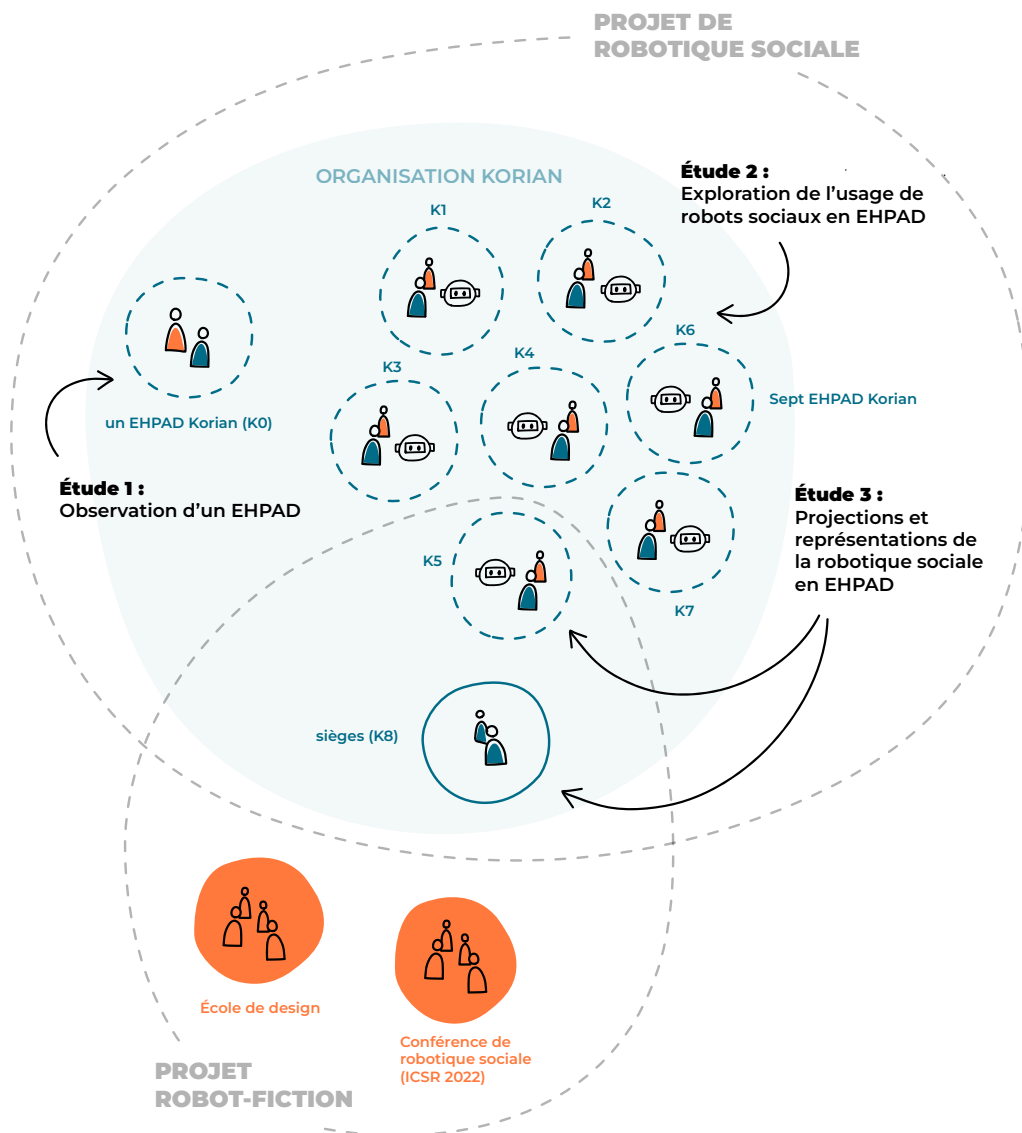 PROJET DE
ROBOTIQUE SOCIALE
ORGANISATION KORIAN
Étude 2 :
Exploration de l’usage de
robots sociaux en EHPAD
K1
K2
K6
K4
K3
Sept EHPAD Korian
un EHPAD Korian (K0)
Étude 1 :
Observation d’un EHPAD
Étude 3 :
Projections et
représentations de
la robotique sociale
en EHPAD
K5
K7
sièges (K8)
École de design
Conférence de
robotique sociale
(ICSR 2022)
PROJET
ROBOT-FICTION